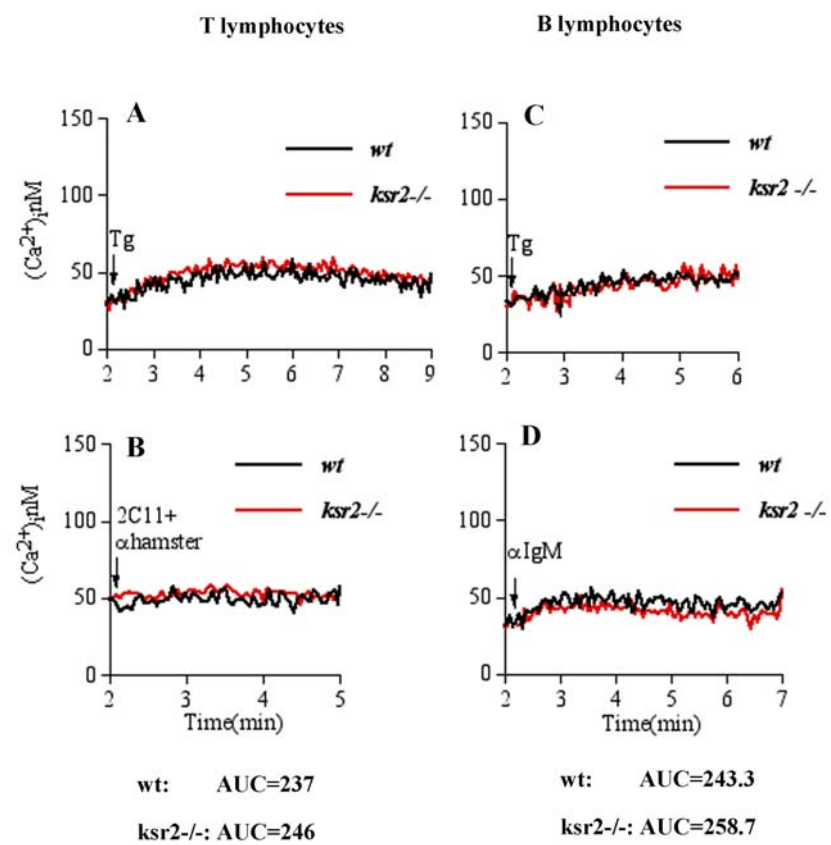 T lymphocytes
B lymphocytes
A
150
100
50
0
(Ca2+)inM
Tg
wt
ksr2-/-
2 3 4 5 6 7 8 9
C
150
100
50
0
Tg
wt
ksr2 -/-
2 3 4 5 6
B
150
100
50
0
(Ca2+)inM
2C11+
αhamster
wt
ksr2-/-
2 3 4 5
Time(min)
D
150
100
50
0
αIgM
wt
ksr2 -/-
2 3 4 5 6 7
Time(min)
wt: AUC=237
ksr2-/-: AUC=246
wt: AUC=243.3
ksr2-/-: AUC=258.7